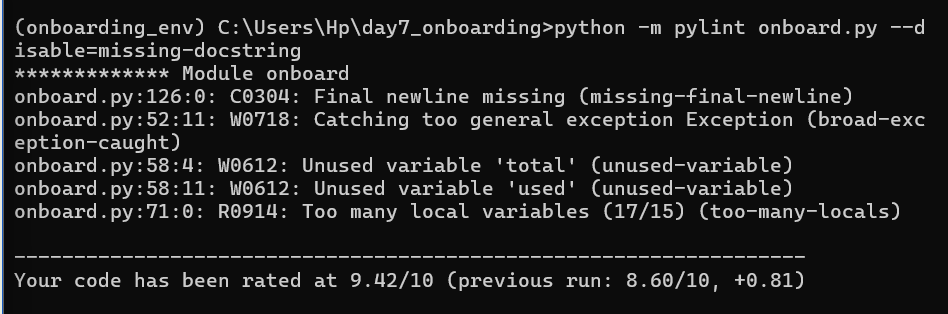 (onboarding_env) C:\Users\Hp\day7_onboarding>python -m pylint onboard.py --d
isable=missing-docstring
************* Module onboard
onboard.py:126:0: C0304: Final newline missing (missing-final-newline)
onboard.py:52:11: W0718: Catching too general exception Exception (broad-exc
eption-caught)
onboard.py:58:4: W0612: Unused variable 'total' (unused-variable)
onboard.py:58:11: W0612: Unused variable 'used' (unused-variable)
onboard.py:71:0: R0914: Too many local variables (17/15) (too-many-locals)
------------------------------------------------------------------
Your code has been rated at 9.42/10 (previous run: 8.60/10, +0.81)